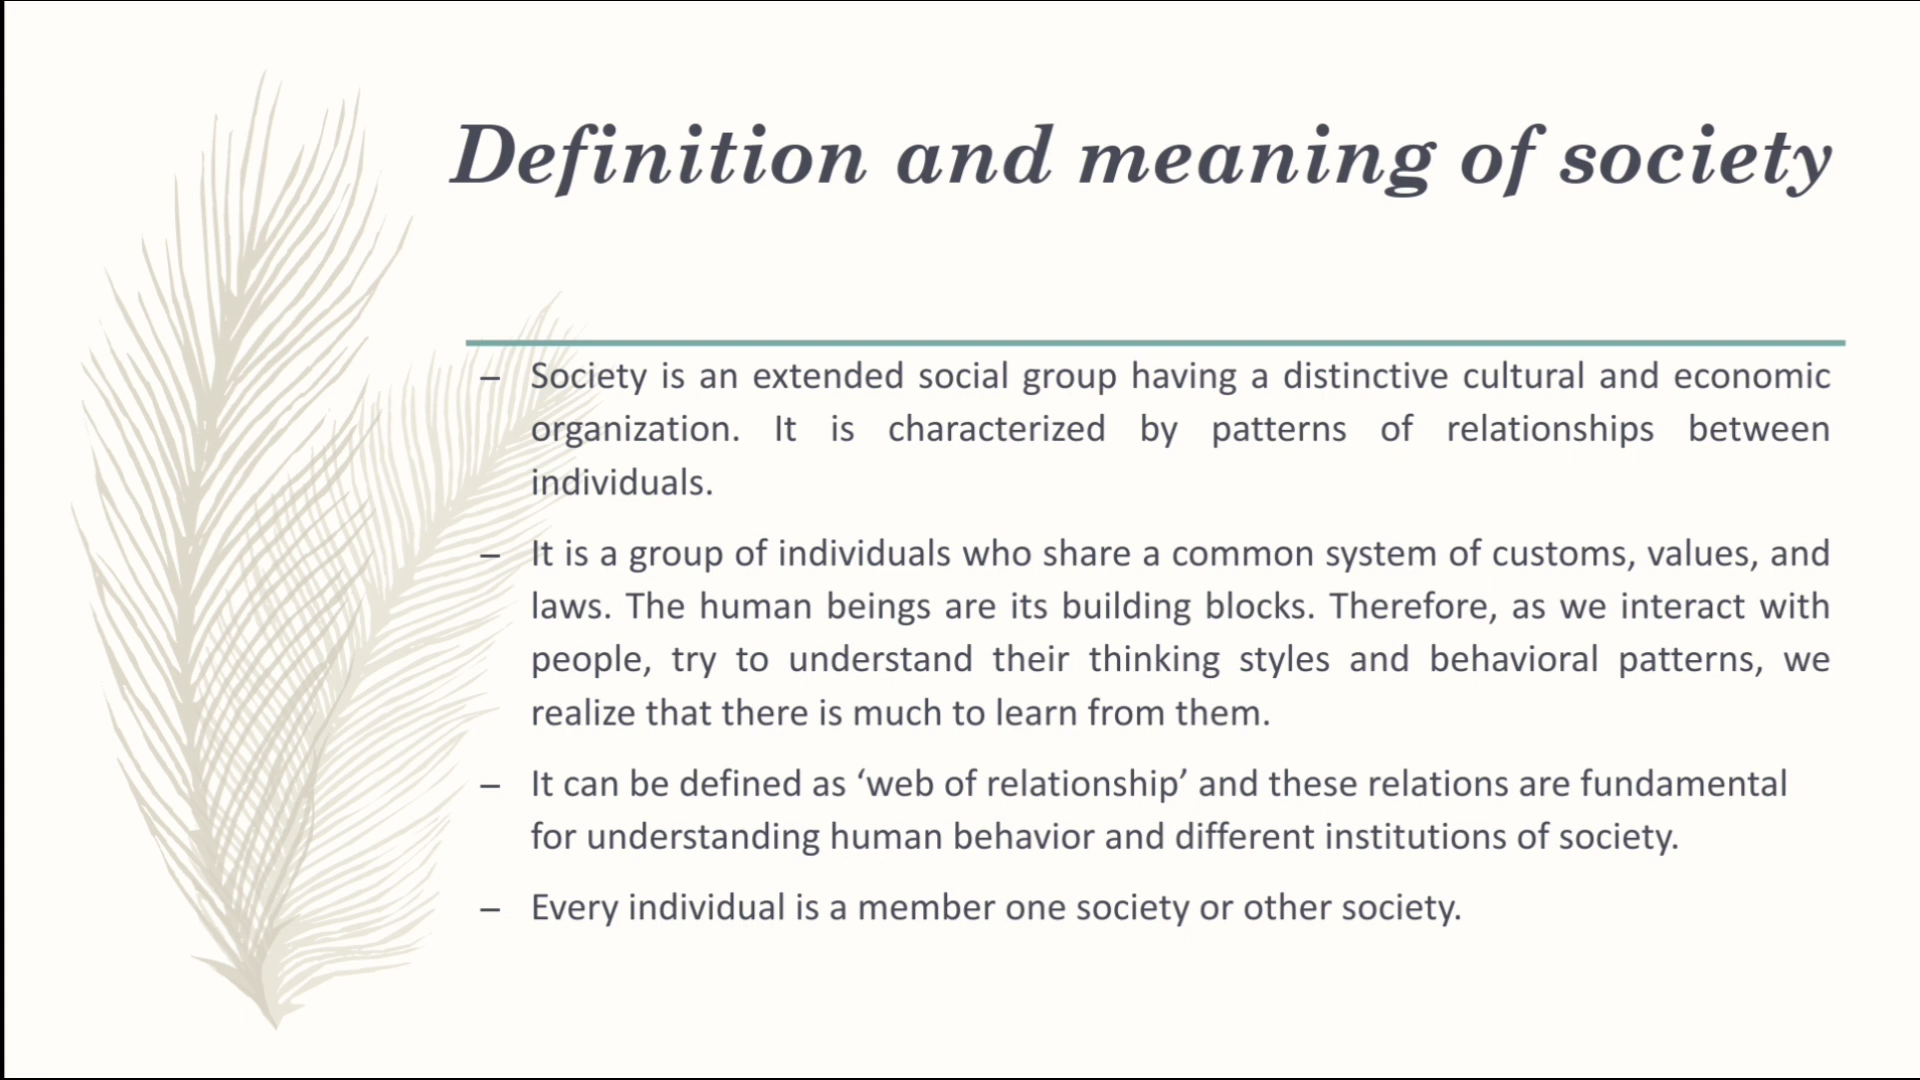 Definition and meaning of society
– Society is an extended social group having a distinctive cultural and economic
organization. It is characterized by patterns of relationships between
individuals.
– It is a group of individuals who share a common system of customs, values, and
laws. The human beings are its building blocks. Therefore, as we interact with
people, try to understand their thinking styles and behavioral patterns, we
realize that there is much to learn from them.
– It can be defined as ‘web of relationship’ and these relations are fundamental
for understanding human behavior and different institutions of society.
– Every individual is a member one society or other society.